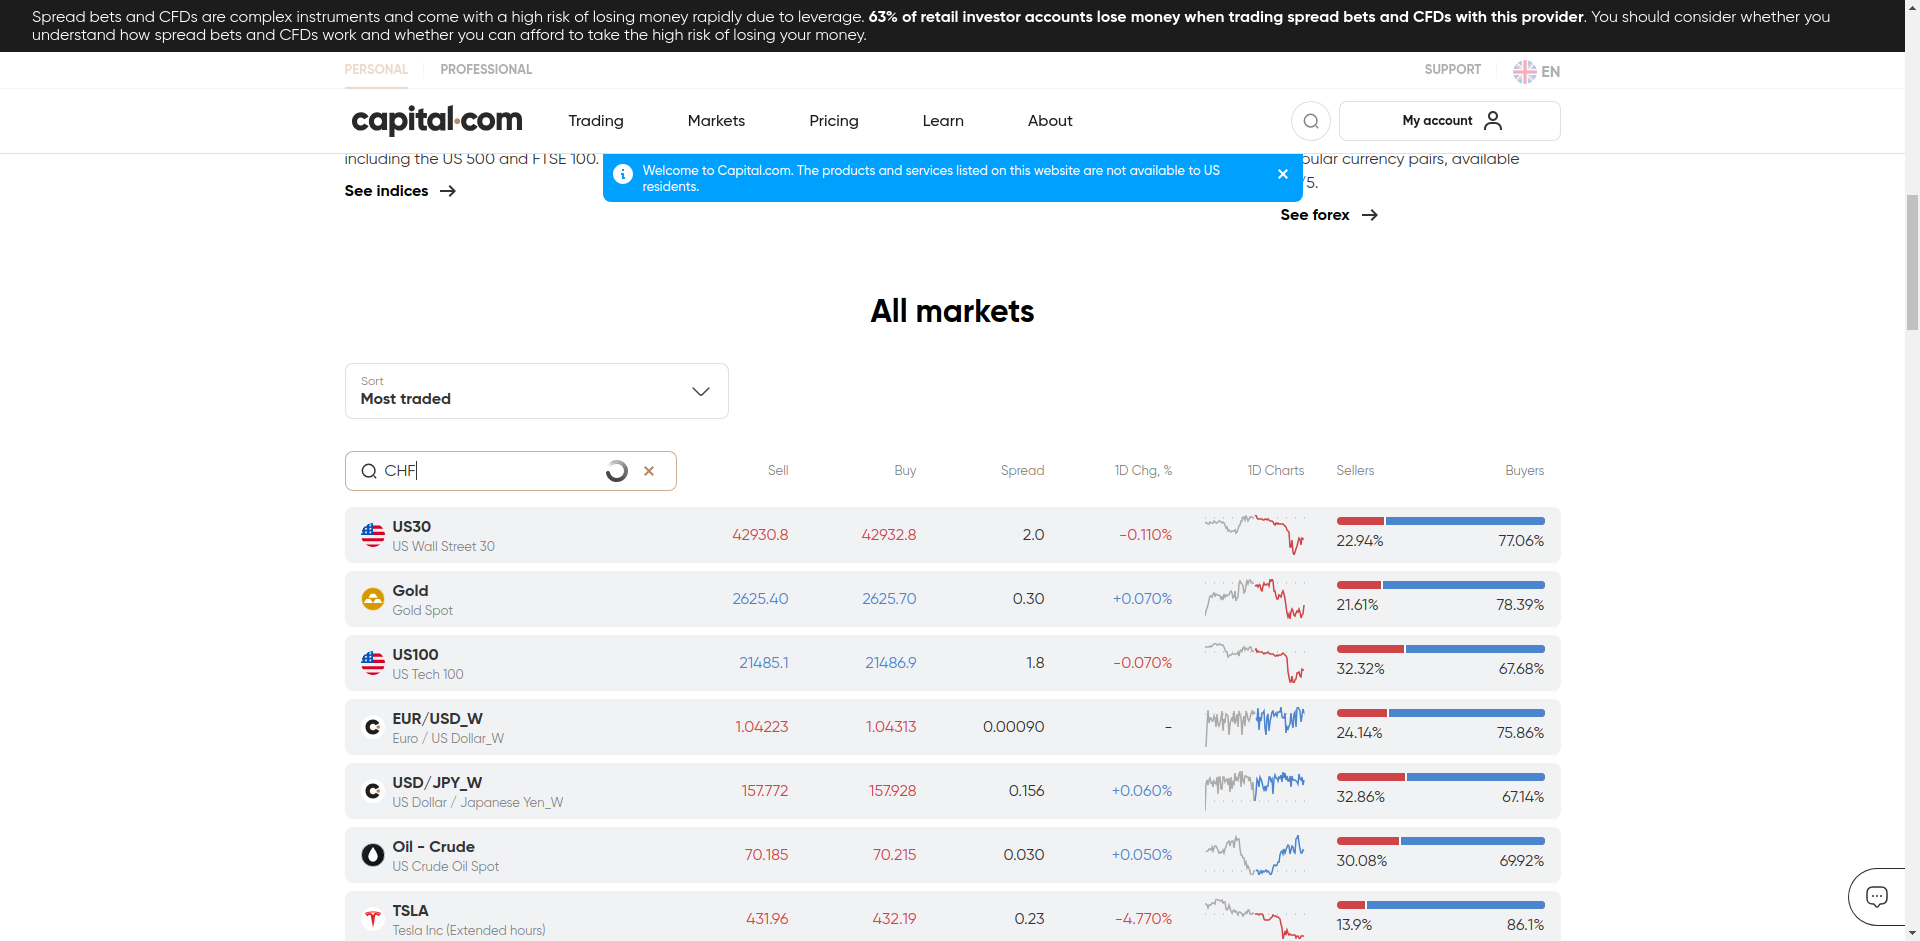 Spread bets and CFDs are complex instruments and come with a high risk of losing money rapidly due to leverage. 63% of retail investor accounts lose money when trading spread bets and CFDs with this provider. You should consider whether you
understand how spread bets and CFDs work and whether you can afford to take the high risk of losing your money.
PERSONAL PROFESSIONAL SUPPORT EN
capital.com Trading Markets Pricing Learn About My account
including the US 500 and FTSE 100.
Welcome to Capital.com. The products and services listed on this website are not available to US
residents.
pular currency pairs, available
/5.
See indices
See forex
All markets
Sort
Most traded
CHF Sell Buy Spread 1D Chg, % 1D Charts Sellers Buyers
US30
US Wall Street 30
42930.8 42932.8 2.0 -0.110% 22.94% 77.06%
Gold
Gold Spot
2625.40 2625.70 0.30 +0.070% 21.61% 78.39%
US100
US Tech 100
21485.1 21486.9 1.8 -0.070% 32.32% 67.68%
EUR/USD_W
Euro / US Dollar_W
1.04223 1.04313 0.00090 - 24.14% 75.86%
USD/JPY_W
US Dollar / Japanese Yen_W
157.772 157.928 0.156 +0.060% 32.86% 67.14%
Oil - Crude
US Crude Oil Spot
70.185 70.215 0.030 +0.050% 30.08% 69.92%
TSLA
Tesla Inc (Extended hours)
431.96 432.19 0.23 -4.770% 13.9% 86.1%